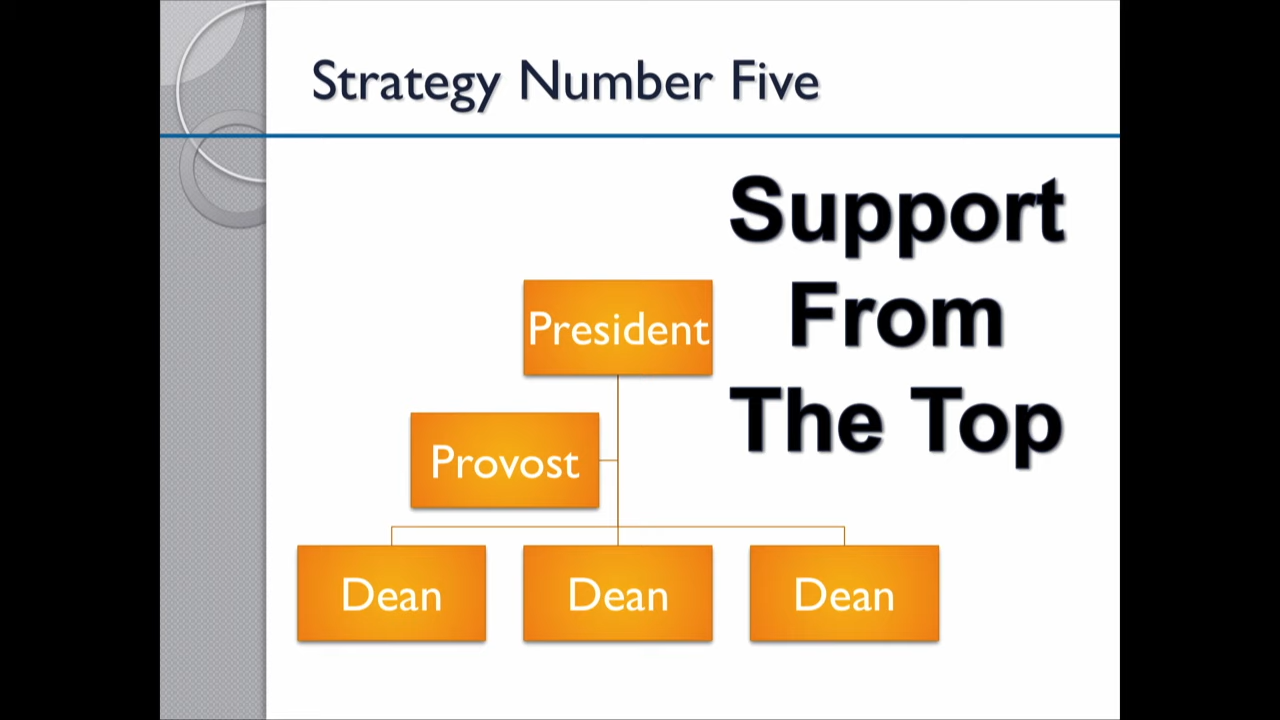 Strategy Number Five
Support
From
The Top
President
Provost
Dean
Dean
Dean